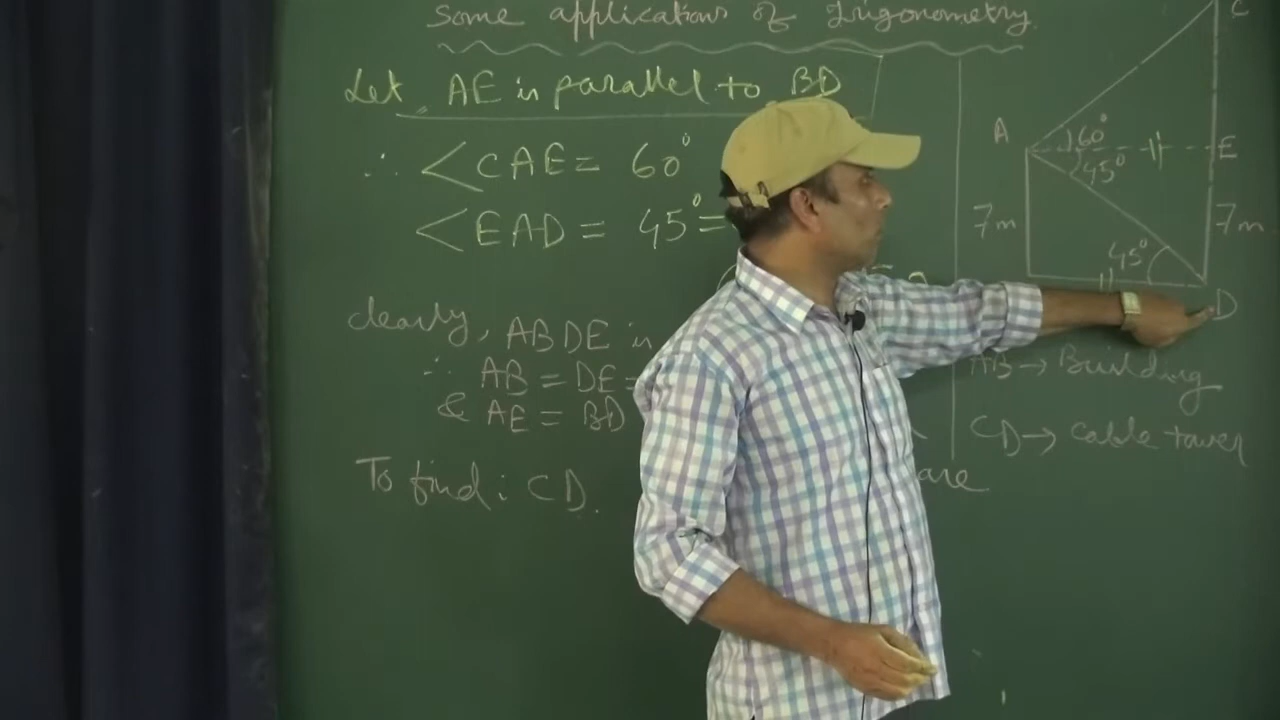 Some applications of Trigonometry
Let AE is parallel to BD
∴ <CAE = 60°
<EAD = 45° =
clearly, ABDE is
∴ AB = DE =
& AE = BD
To find : CD.
are
C
A
60°
E
45°
7m
7m
45°
D
AB → Building
CD → Cable tower